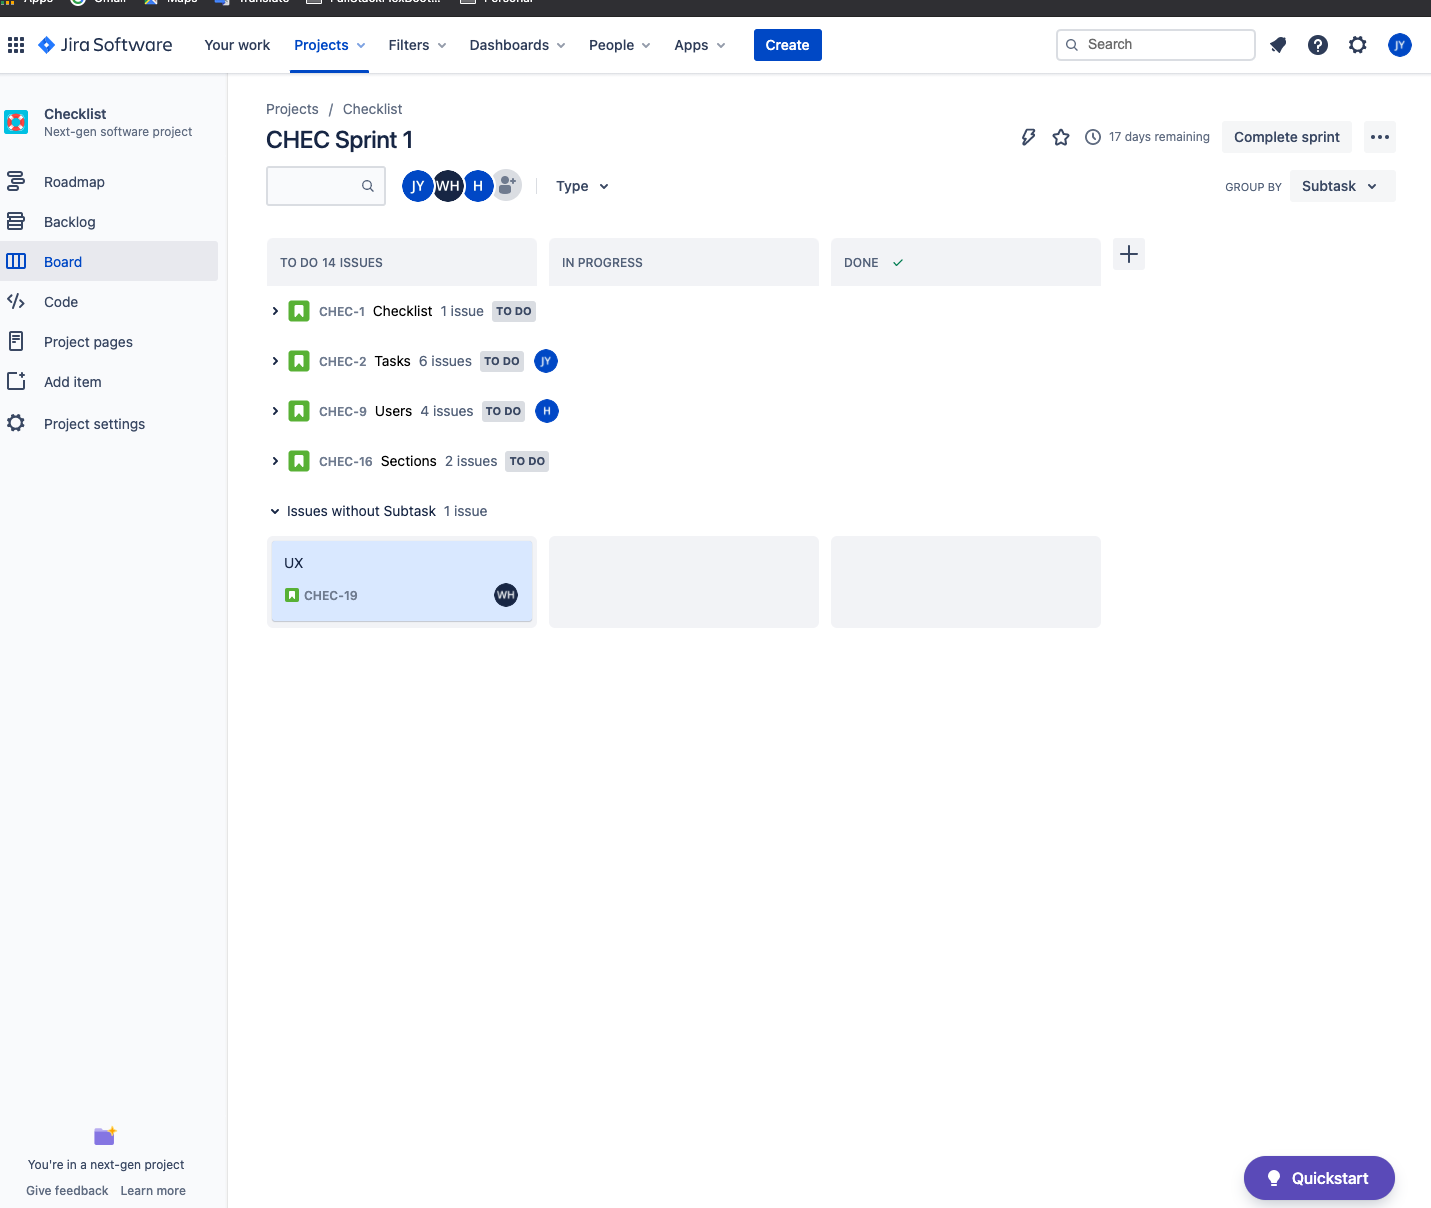 Apps Gmail Maps Translate Personal
Jira Software Your work Projects Filters Dashboards People Apps Create Search JY
Checklist
Next-gen software project
Roadmap
Backlog
Board
Code
Project pages
Add item
Project settings
You're in a next-gen project
Give feedback Learn more
Projects / Checklist
CHEC Sprint 1
17 days remaining Complete sprint
JY WH H Type GROUP BY Subtask
TO DO 14 ISSUES IN PROGRESS DONE
CHEC-1 Checklist 1 issue TO DO
CHEC-2 Tasks 6 issues TO DO JY
CHEC-9 Users 4 issues TO DO H
CHEC-16 Sections 2 issues TO DO
Issues without Subtask 1 issue
UX
CHEC-19 WH
Quickstart